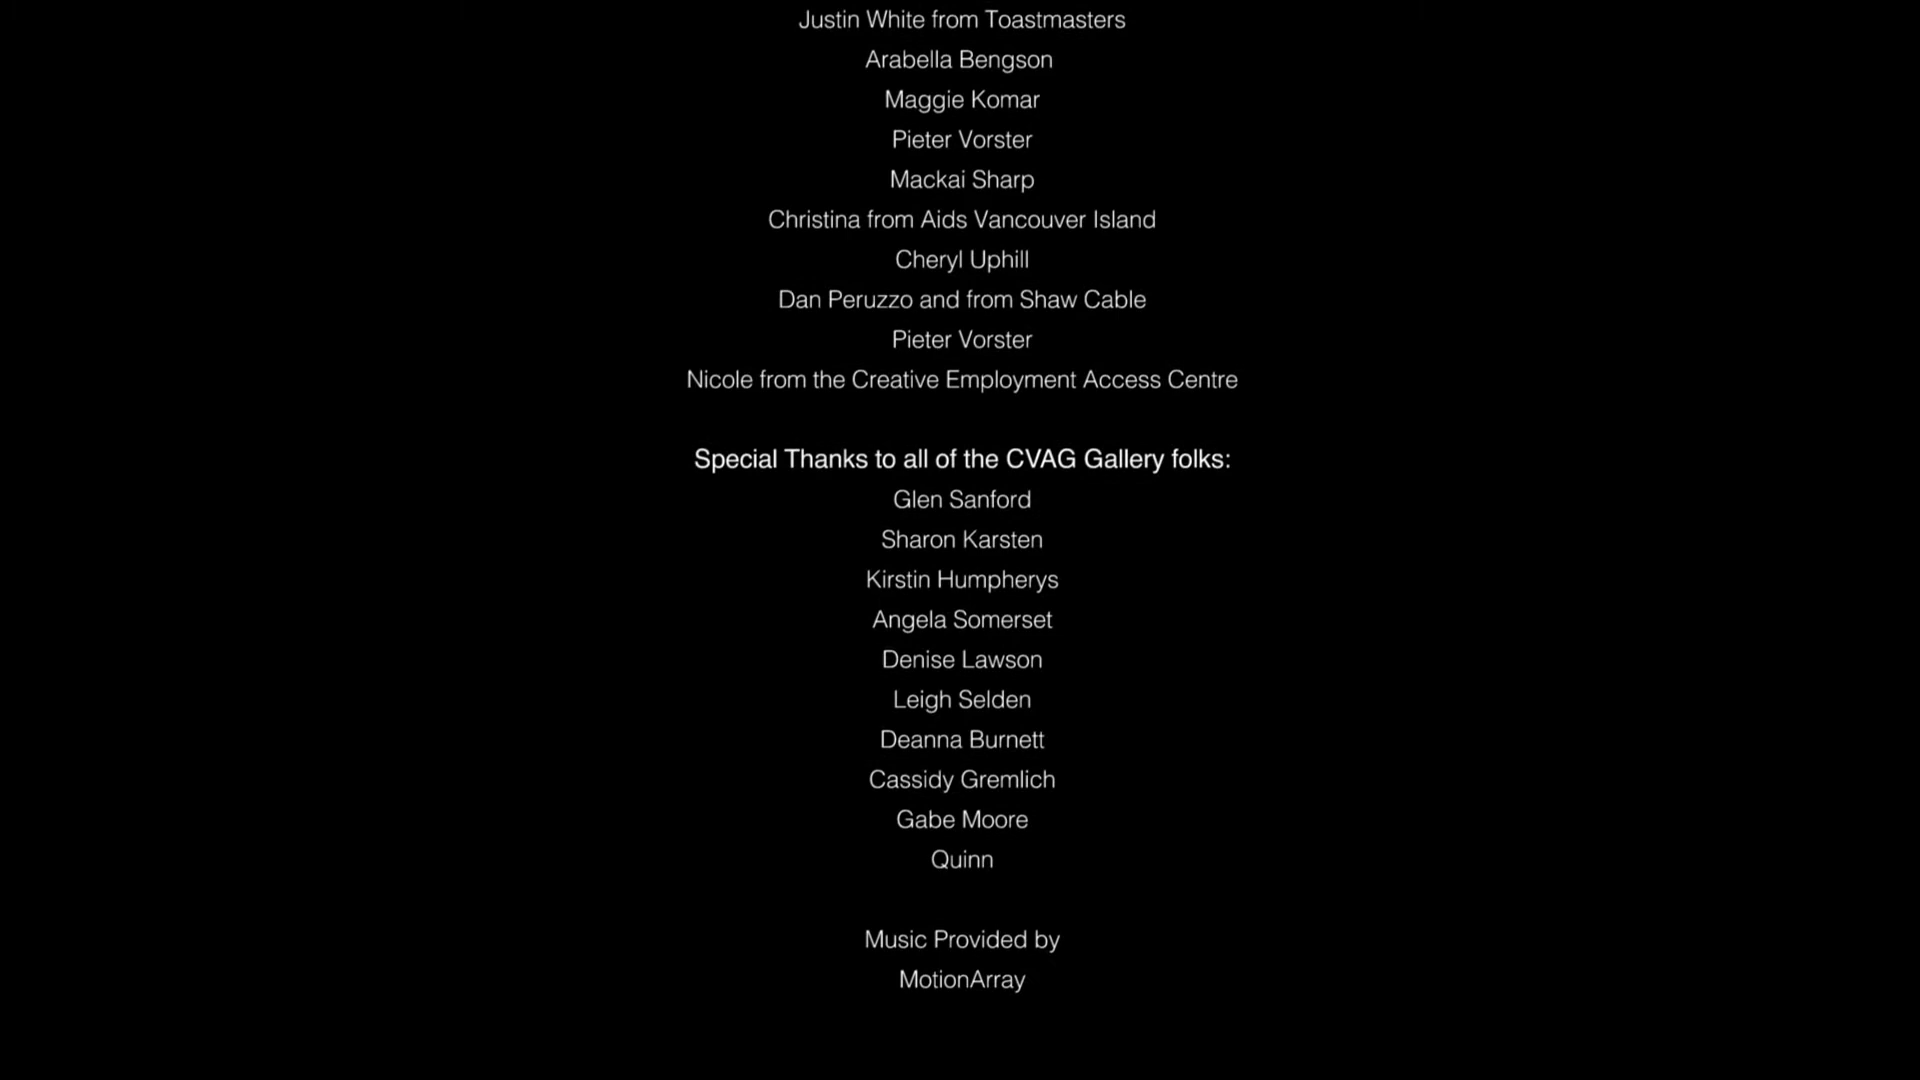 Justin White from Toastmasters
Arabella Bengson
Maggie Komar
Pieter Vorster
Mackai Sharp
Christina from Aids Vancouver Island
Cheryl Uphill
Dan Peruzzo and from Shaw Cable
Pieter Vorster
Nicole from the Creative Employment Access Centre
Special Thanks to all of the CVAG Gallery folks:
Glen Sanford
Sharon Karsten
Kirstin Humpherys
Angela Somerset
Denise Lawson
Leigh Selden
Deanna Burnett
Cassidy Gremlich
Gabe Moore
Quinn
Music Provided by
MotionArray